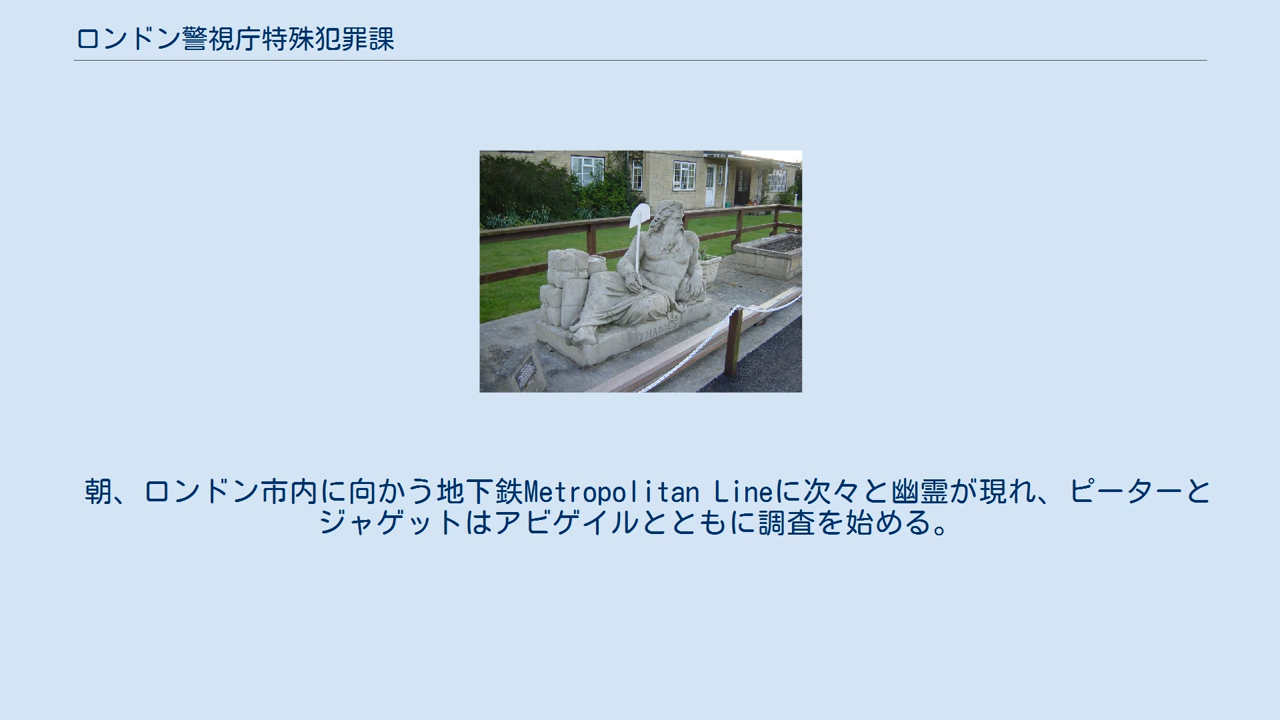 ロンドン警視庁特殊犯罪課
THAMES
朝、ロンドン市内に向かう地下鉄Metropolitan Lineに次々と幽霊が現れ、ピーターと
ジャゲットはアビゲイルとともに調査を始める。